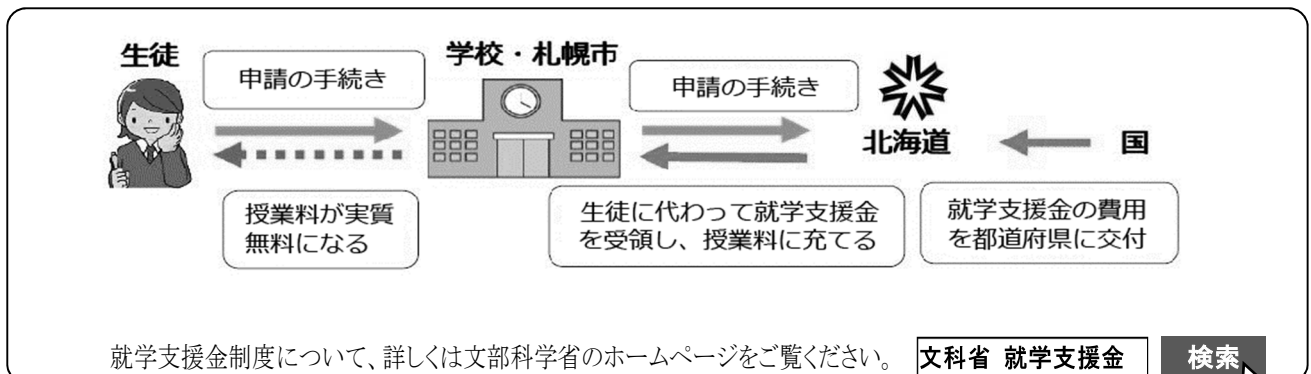 生徒
申請の手続き
学校・札幌市
申請の手続き
北海道
国
授業料が実質
無料になる
生徒に代わって就学支援金
を受領し、授業料に充てる
就学支援金の費用
を都道府県に交付
就学支援金制度について、詳しくは文部科学省のホームページをご覧ください。
文科省 就学支援金
検索